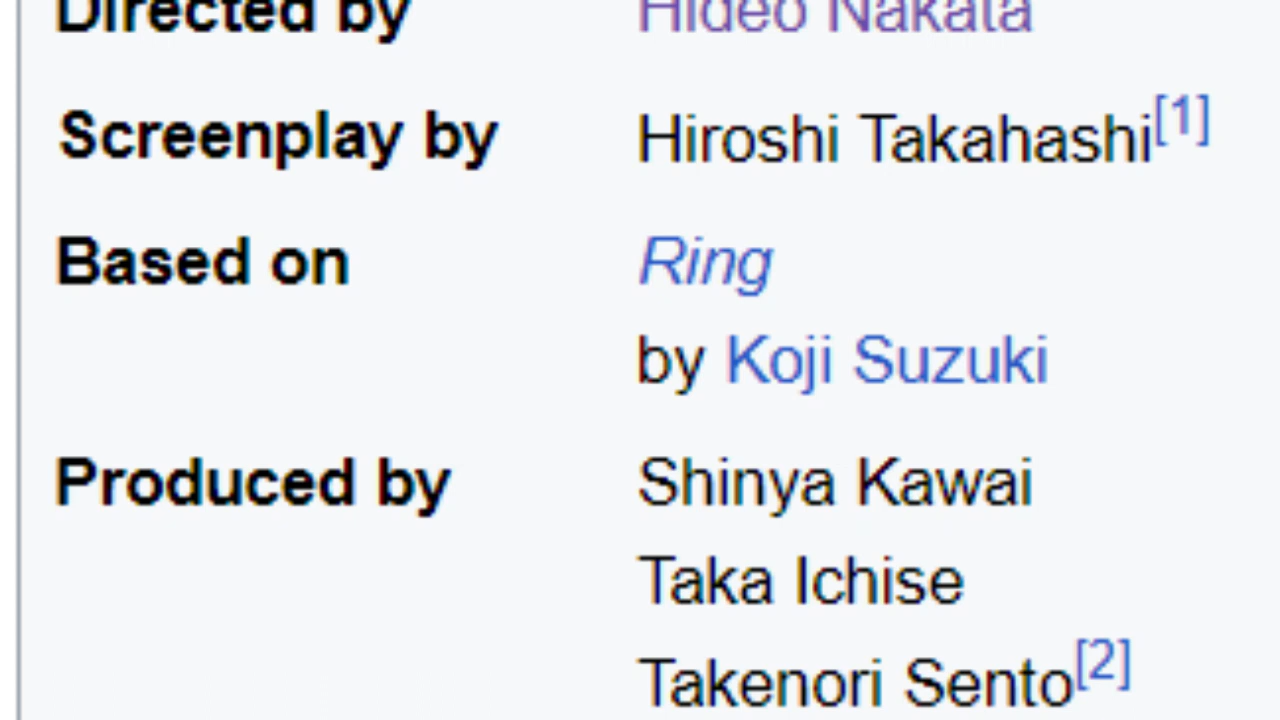 Directed by Hideo Nakata
Screenplay by Hiroshi Takahashi[1]
Based on Ring
by Koji Suzuki
Produced by Shinya Kawai
Taka Ichise
Takenori Sento[2]